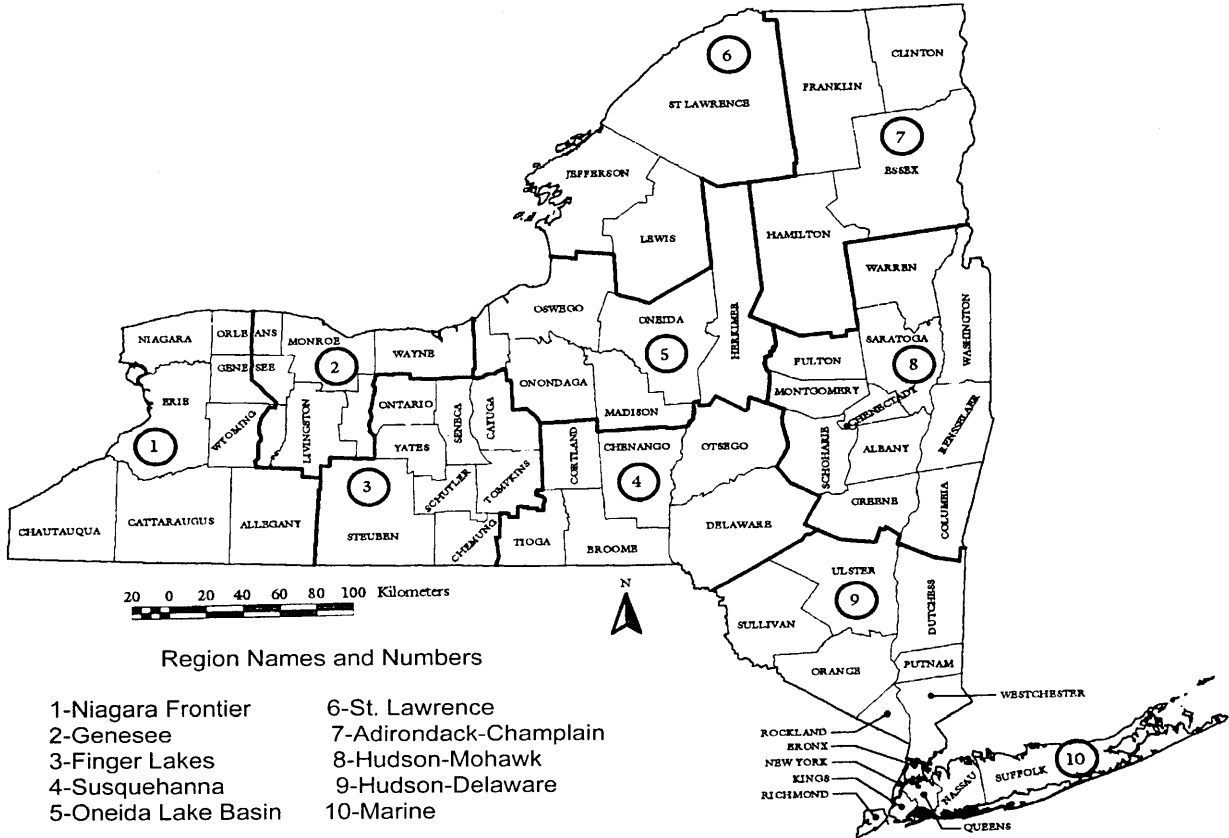 6
CLINTON
FRANKLIN
ST LAWRENCE
7
ESSEX
JEFFERSON
LEWIS
HAMILTON
WARREN
OSWEGO
ONEIDA
HERKIMER
WASHINGTON
NIAGARA
ORLEANS
MONROE
WAYNE
SARATOGA
2
5
FULTON
8
GENESEE
ONONDAGA
MONTGOMERY
ERIE
ONTARIO
SENECA
CAYUGA
MADISON
SCHENECTADY
RENSSELAER
WYOMING
LIVINGSTON
YATES
CORTLAND
CHENANGO
OTSEGO
SCHOHARIE
ALBANY
1
3
SCHUYLER
TOMPKINS
4
GREENE
COLUMBIA
CHAUTAUQUA
CATTARAUGUS
ALLEGANY
STEUBEN
CHEMUNG
TIOGA
BROOME
DELAWARE
ULSTER
9
DUTCHESS
20 0 20 40 60 80 100 Kilometers
N
SULLIVAN
ORANGE
PUTNAM
WESTCHESTER
ROCKLAND
BRONX
NEW YORK
KINGS
RICHMOND
NASSAU
SUFFOLK
10
QUEENS
Region Names and Numbers
1-Niagara Frontier
2-Genesee
3-Finger Lakes
4-Susquehanna
5-Oneida Lake Basin
6-St. Lawrence
7-Adirondack-Champlain
8-Hudson-Mohawk
9-Hudson-Delaware
10-Marine